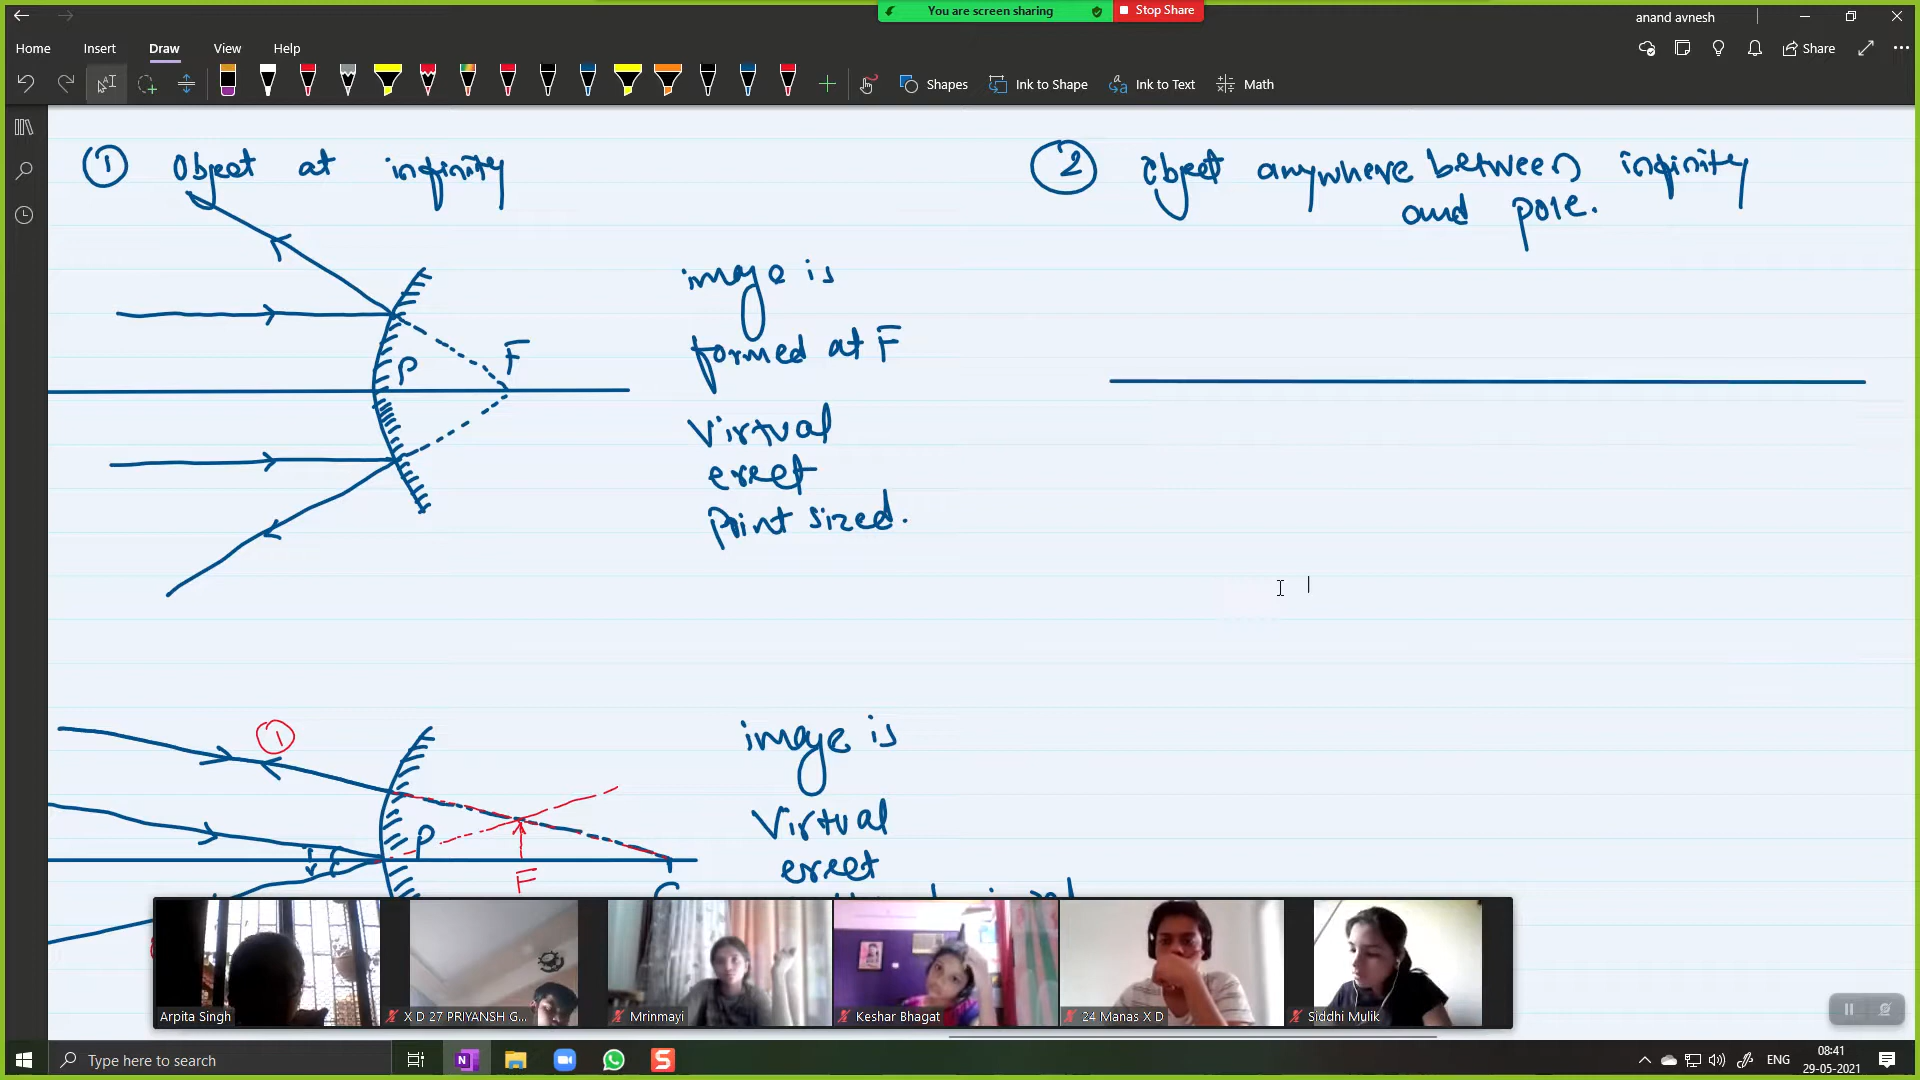 You are screen sharing
Stop Share
anand avnesh
Home Insert Draw View Help
Share
Shapes Ink to Shape Ink to Text Math
① Object at infinity
② Object anywhere between infinity
and pole.
image is
formed at F
Virtual
erect
Point sized.
P F
①
image is
Virtual
erect
P
F
C
Arpita Singh
X D 27 PRIYANSH G...
Mrinmayi
Keshar Bhagat
24 Manas X D
Siddhi Mulik
Type here to search
N
S
ENG
08:41
29-05-2021